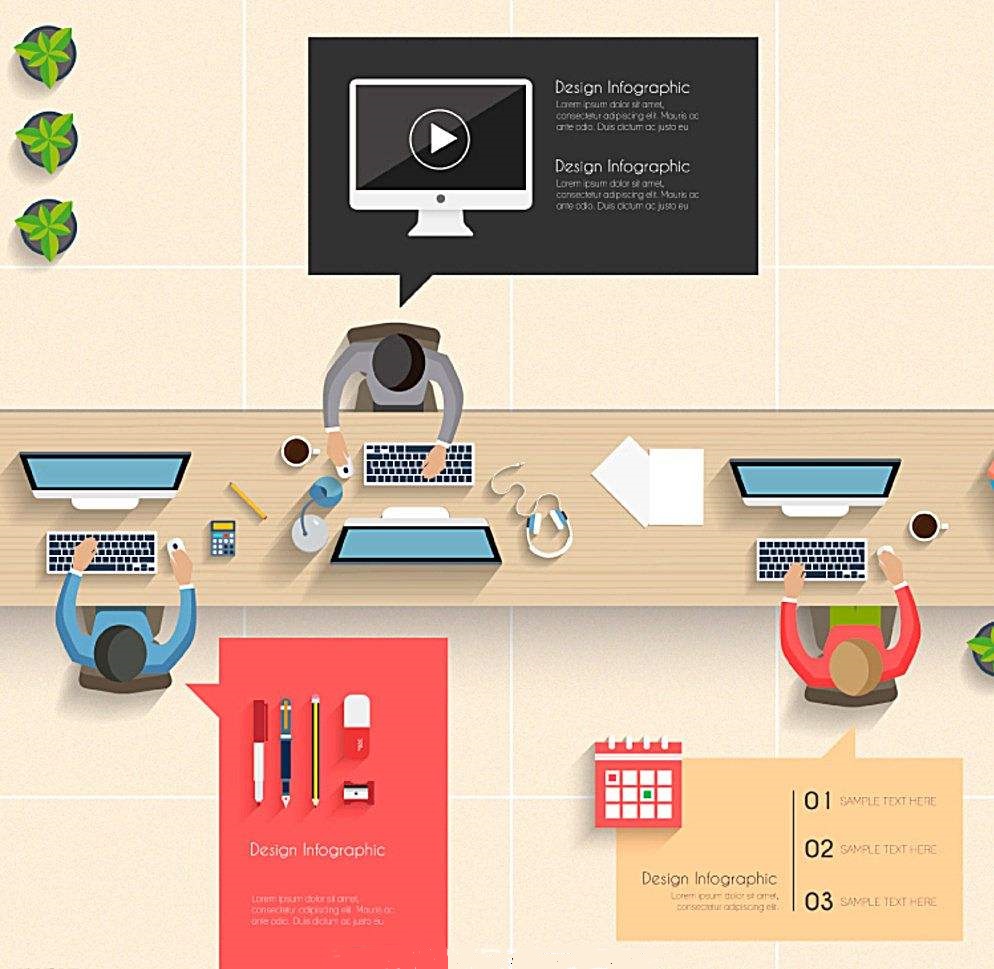 Design Infographic
Lorem ipsum dolor sit amet,
consectetur adipiscing elit. Mauris ac
ante odio. Duis dictum ac justo eu
Design Infographic
Lorem ipsum dolor sit amet,
consectetur adipiscing elit. Mauris ac
ante odio. Duis dictum ac justo eu
Design Infographic
Lorem ipsum dolor sit amet,
consectetur adipiscing elit. Mauris ac
ante odio. Duis dictum ac justo eu
Design Infographic
Lorem ipsum dolor sit amet,
consectetur adipiscing elit.
01 SAMPLE TEXT HERE
02 SAMPLE TEXT HERE
03 SAMPLE TEXT HERE